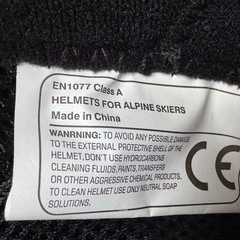 EN1077 Class A
HELMETS FOR ALPINE SKIERS
Made in China
WARNING: TO AVOID ANY POSSIBLE DAMAGE
TO THE EXTERNAL PROTECTIVE SHELL OF THE
HELMET,DON'T USE HYDROCARBONS
CLEANING FLUIDS,PAINTS,TRANSFERS
OR OTHER AGGRESSIVE CHEMICAL PRODUCTS.
TO CLEAN HELMET USE ONLY NEUTRAL SOAP
SOLUTIONS.
CE